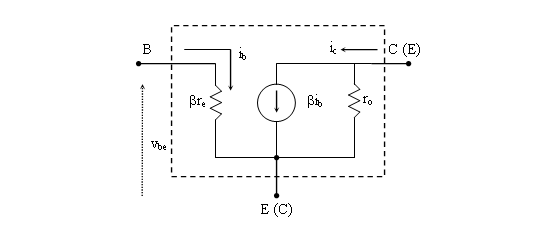 B
i_b
i_c
C (E)
βr_e
βi_b
r_o
v_be
E (C)